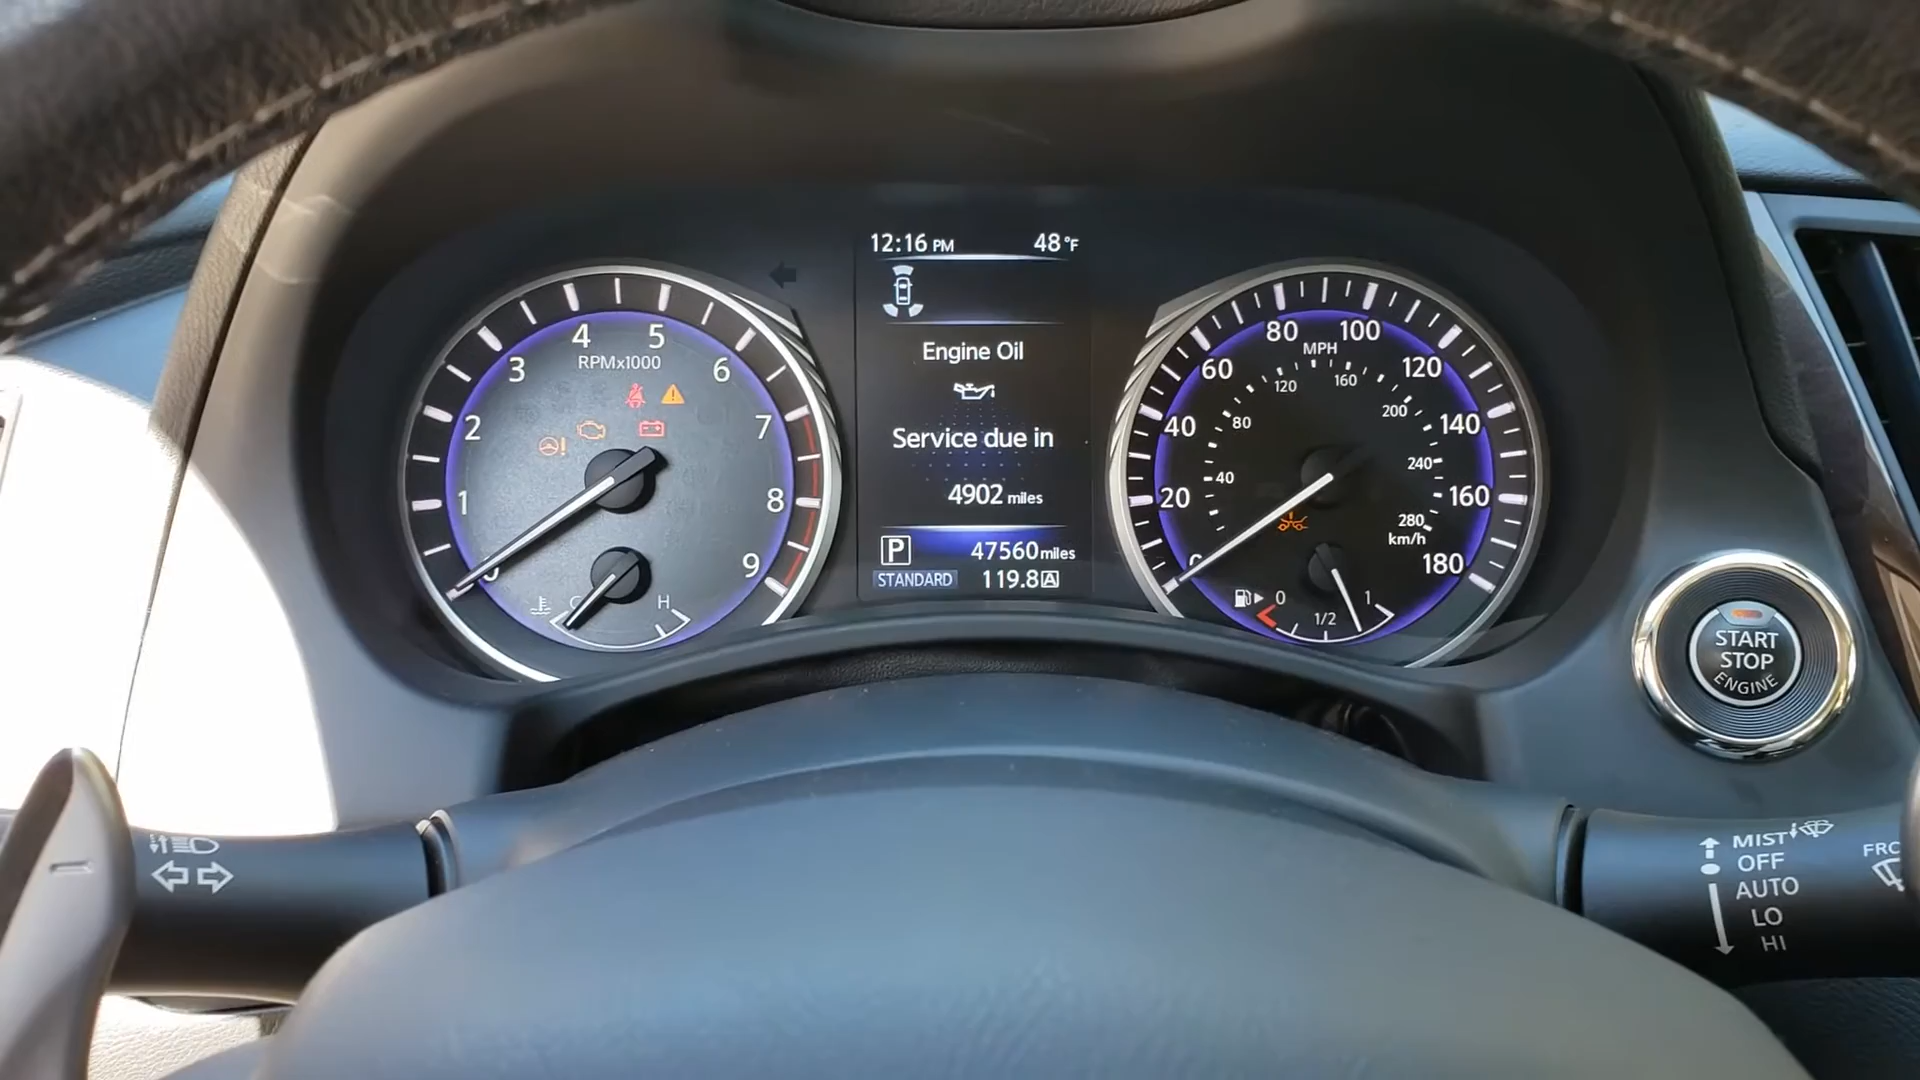 12:16 PM 48°F
Engine Oil
Service due in
4902 miles
P 47560 miles
STANDARD 119.8 A
RPMx1000
1
2
3
4
5
6
7
8
9
H
MPH
20
40
60
80
100
120
140
160
180
40
80
120
160
200
240
280
km/h
0
1/2
1
START
STOP
ENGINE
MIST
OFF
AUTO
LO
HI